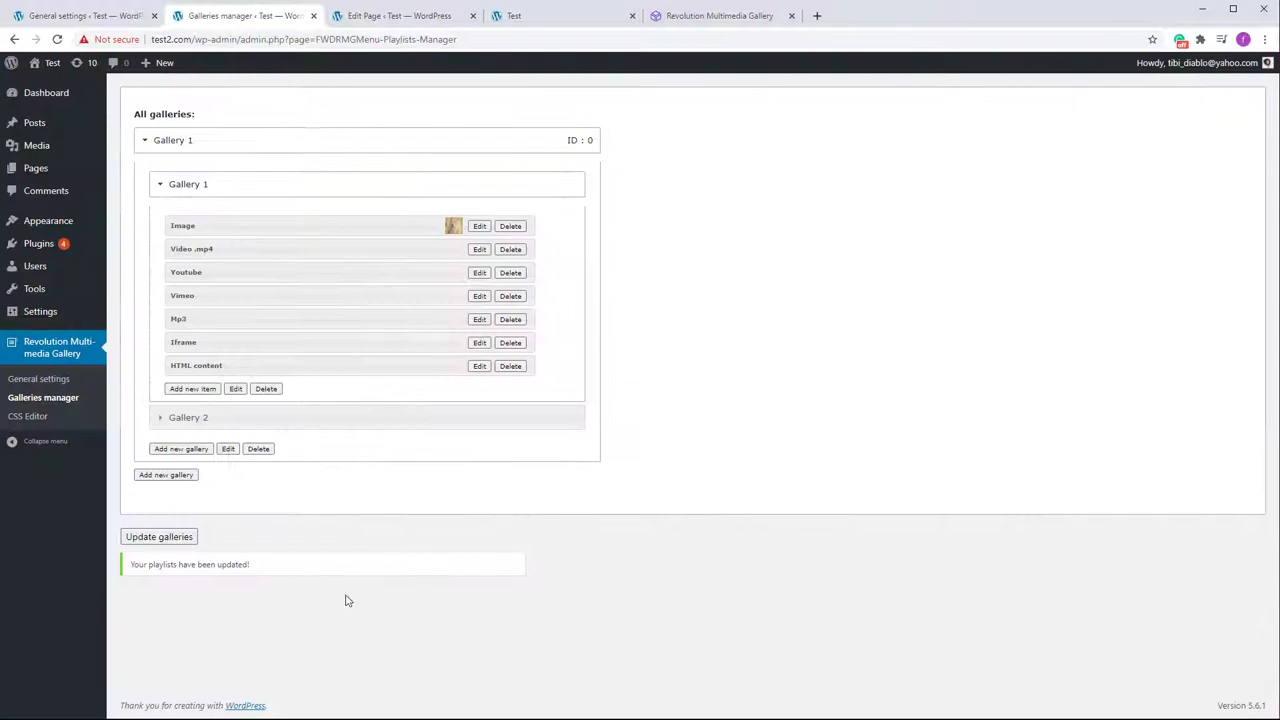 General settings ‹ Test — WordP
Galleries manager ‹ Test — Wor
Edit Page ‹ Test — WordPress
Test
Revolution Multimedia Gallery
Not secure
test2.com/wp-admin/admin.php?page=FWDRMGMenu-Playlists-Manager
off
f
Test
10
0
New
Howdy, tibi_diablo@yahoo.com
Dashboard
Posts
Media
Pages
Comments
Appearance
Plugins 4
Users
Tools
Settings
Revolution Multi-
media Gallery
General settings
Galleries manager
CSS Editor
Collapse menu
All galleries:
Gallery 1 ID : 0
Gallery 1
Image Edit Delete
Video .mp4 Edit Delete
Youtube Edit Delete
Vimeo Edit Delete
Mp3 Edit Delete
Iframe Edit Delete
HTML content Edit Delete
Add new item Edit Delete
Gallery 2
Add new gallery Edit Delete
Add new gallery
Update galleries
Your playlists have been updated!
Thank you for creating with WordPress.
Version 5.6.1